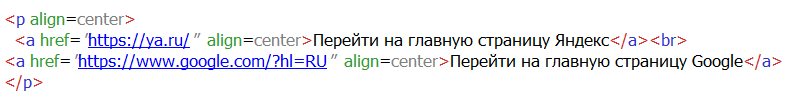 <p align=center>
<a href=″https://ya.ru/″ align=center>Перейти на главную страницу Яндекс</a><br>
<a href=″https://www.google.com/?hl=RU″ align=center>Перейти на главную страницу Google</a>
</p>